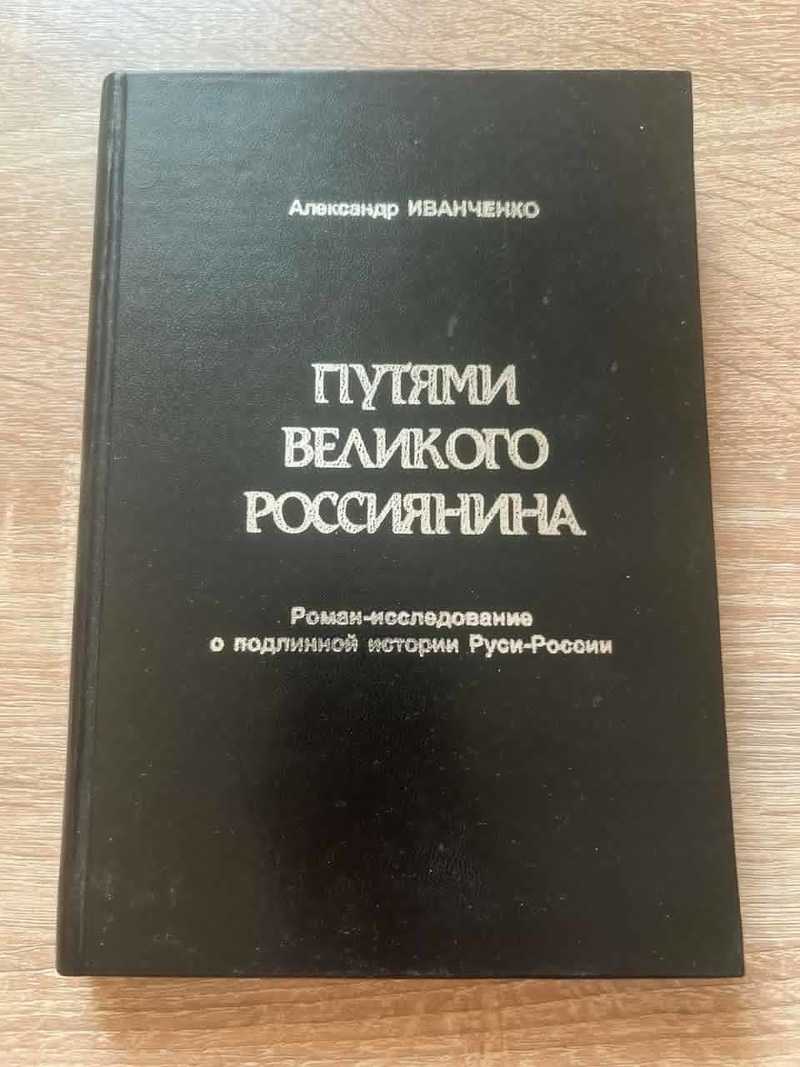 Александр ИВАНЧЕНКО
ПУТЯМИ
ВЕЛИКОГО
РОССИЯНИНА
Роман-исследование
о подлинной истории Руси-России